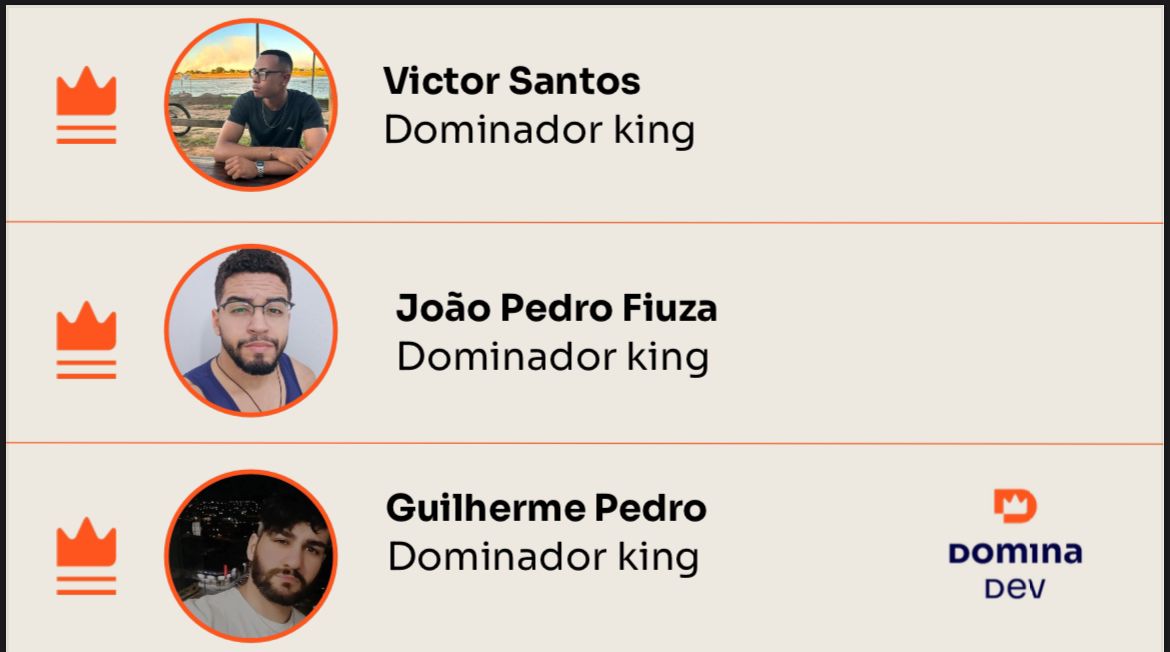 Victor Santos
Dominador king
João Pedro Fiuza
Dominador king
Guilherme Pedro
Dominador king
DOMINA
DEV